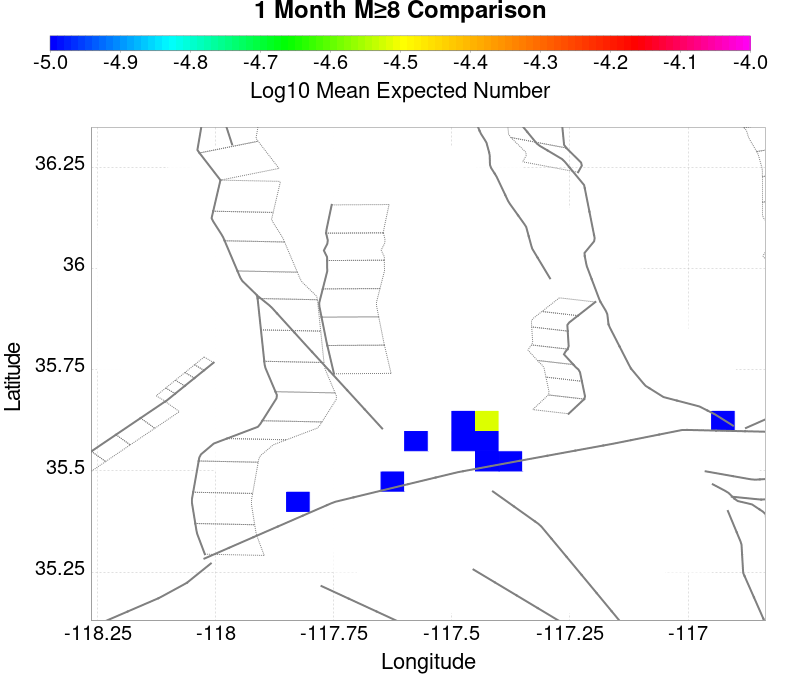 1 Month M≥8 Comparison
-5.0 -4.9 -4.8 -4.7 -4.6 -4.5 -4.4 -4.3 -4.2 -4.1 -4.0
Log10 Mean Expected Number
36.25
36
35.75
35.5
35.25
Latitude
-118.25 -118 -117.75 -117.5 -117.25 -117
Longitude